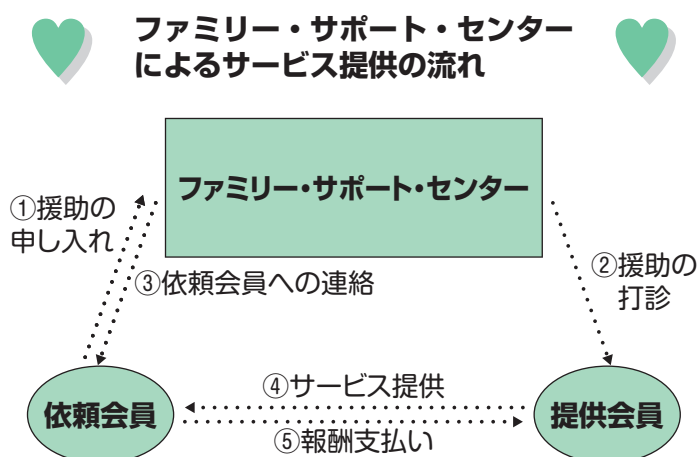 ファミリー・サポート・センター
によるサービス提供の流れ
ファミリー・サポート・センター
①援助の
申し入れ
②援助の
打診
③依頼会員への連絡
④サービス提供
依頼会員
提供会員
⑤報酬支払い